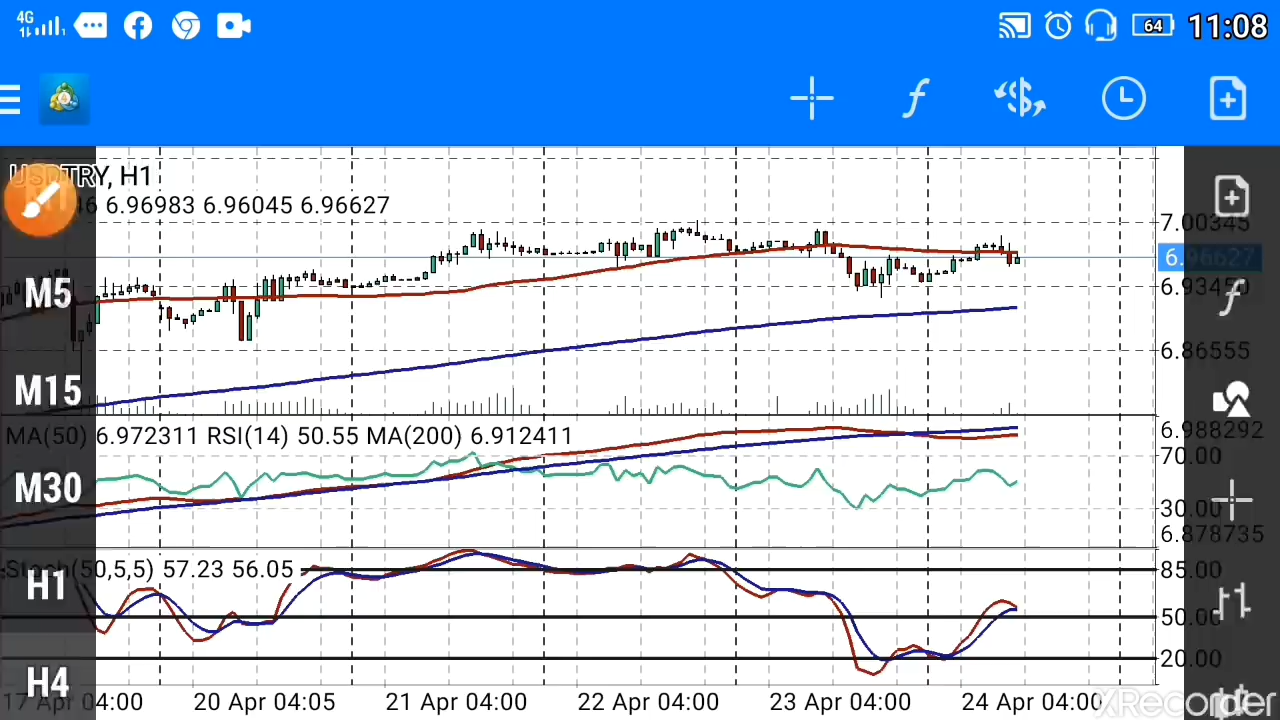 4G 64 11:08
USDTRY, H1
6.96983 6.96045 6.96627
7.00345
6.96627
6.93450
M5
6.86555
M15
MA(50) 6.972311 RSI(14) 50.55 MA(200) 6.912411
6.988292
70.00
M30
30.00
6.878735
Stoch(50,5,5) 57.23 56.05
85.00
H1
50.00
20.00
H4
17 Apr 04:00 20 Apr 04:05 21 Apr 04:00 22 Apr 04:00 23 Apr 04:00 24 Apr 04:00
XRecorder